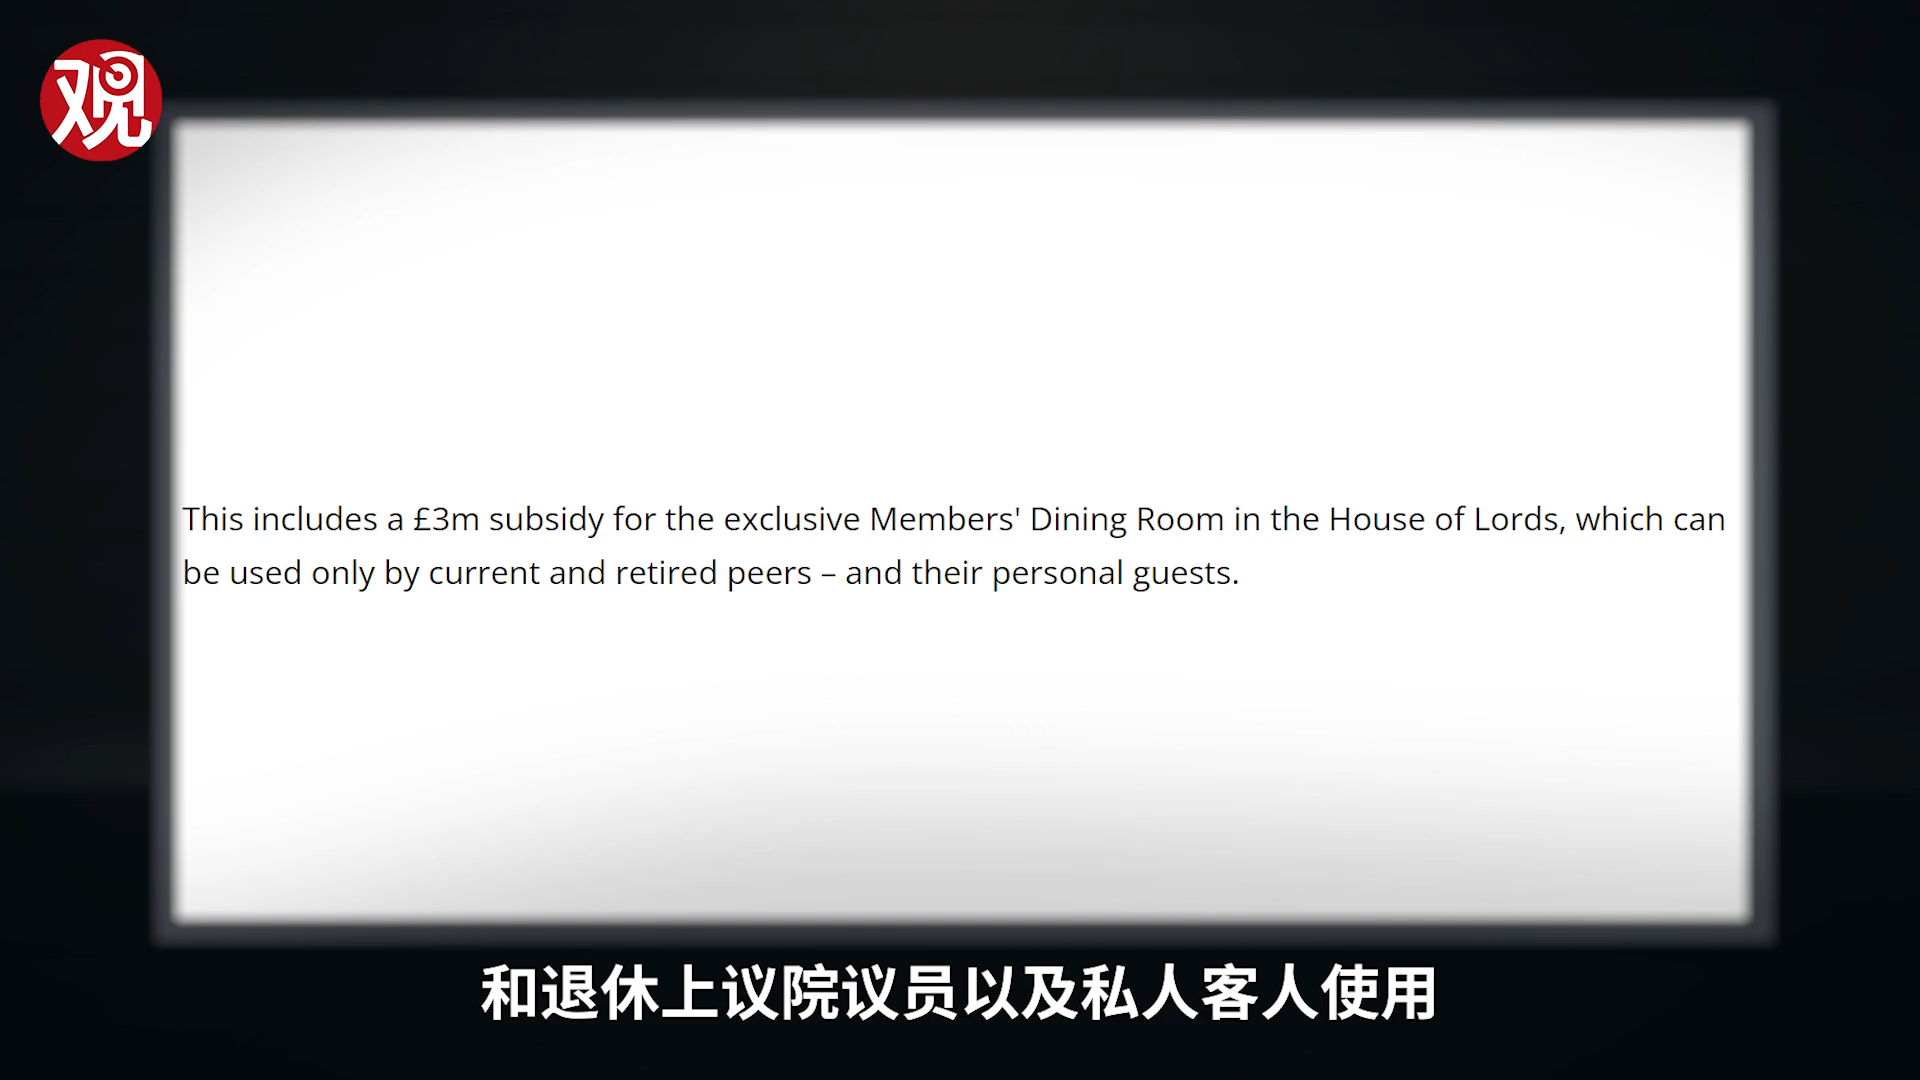 观
This includes a £3m subsidy for the exclusive Members' Dining Room in the House of Lords, which can
be used only by current and retired peers – and their personal guests.
和退休上议院议员以及私人客人使用